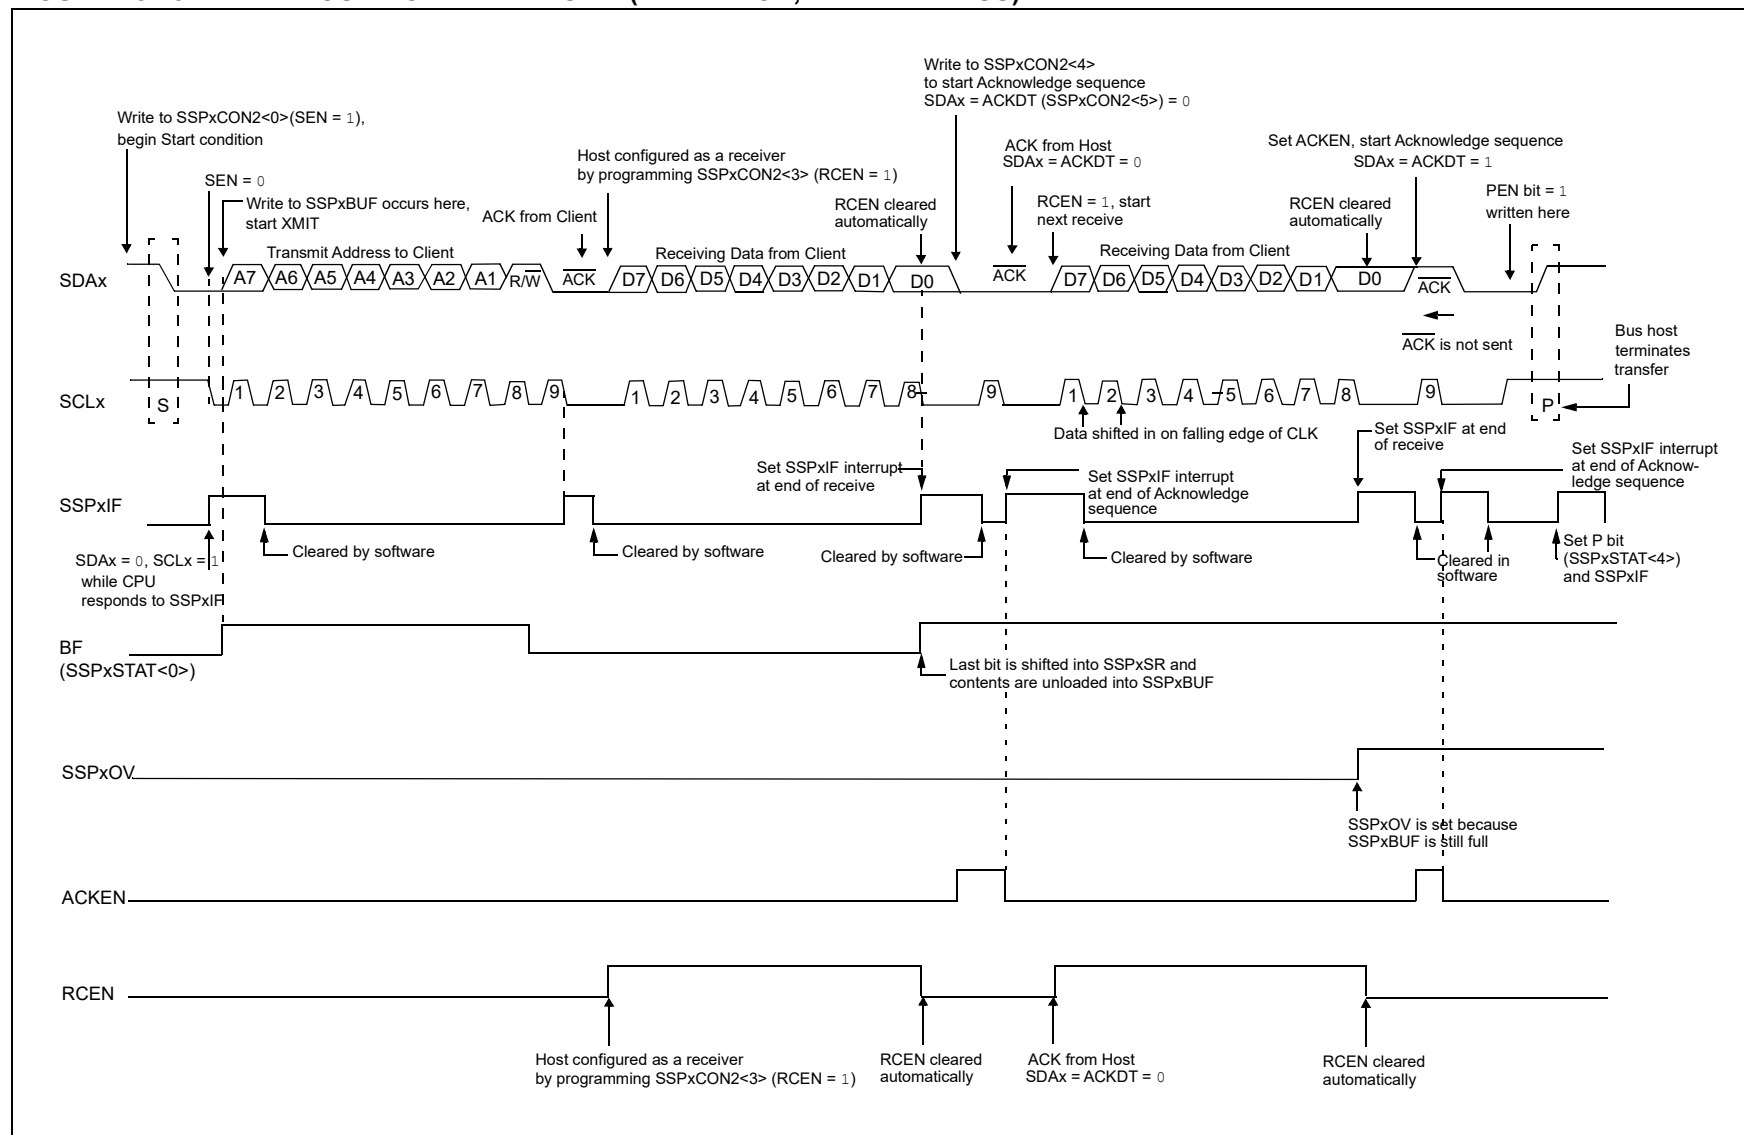 Write to SSPxCON2<4>
to start Acknowledge sequence
SDAx = ACKDT (SSPxCON2<5>) = 0
Write to SSPxCON2<0>(SEN = 1),
begin Start condition
ACK from Host
SDAx = ACKDT = 0
Set ACKEN, start Acknowledge sequence
SDAx = ACKDT = 1
Host configured as a receiver
by programming SSPxCON2<3> (RCEN = 1)
SEN = 0
Write to SSPxBUF occurs here,
start XMIT
ACK from Client
RCEN cleared
automatically
RCEN = 1, start
next receive
RCEN cleared
automatically
PEN bit = 1
written here
Transmit Address to Client
Receiving Data from Client
Receiving Data from Client
SDAx
A7 A6 A5 A4 A3 A2 A1 R/W ACK D7 D6 D5 D4 D3 D2 D1 D0 ACK D7 D6 D5 D4 D3 D2 D1 D0 ACK
ACK is not sent
Bus host
terminates
transfer
SCLx
S 1 2 3 4 5 6 7 8 9 1 2 3 4 5 6 7 8 9 1 2 3 4 5 6 7 8 9 P
Data shifted in on falling edge of CLK
Set SSPxIF at end
of receive
Set SSPxIF interrupt
at end of receive
Set SSPxIF interrupt
at end of Acknowledge
sequence
Set SSPxIF interrupt
at end of Acknow-
ledge sequence
SSPxIF
Cleared by software
Cleared by software
Cleared by software
Cleared by software
Cleared in
software
Set P bit
(SSPxSTAT<4>)
and SSPxIF
SDAx = 0, SCLx = 1
while CPU
responds to SSPxIF
BF
(SSPxSTAT<0>)
Last bit is shifted into SSPxSR and
contents are unloaded into SSPxBUF
SSPxOV
SSPxOV is set because
SSPxBUF is still full
ACKEN
RCEN
Host configured as a receiver
by programming SSPxCON2<3> (RCEN = 1)
RCEN cleared
automatically
ACK from Host
SDAx = ACKDT = 0
RCEN cleared
automatically